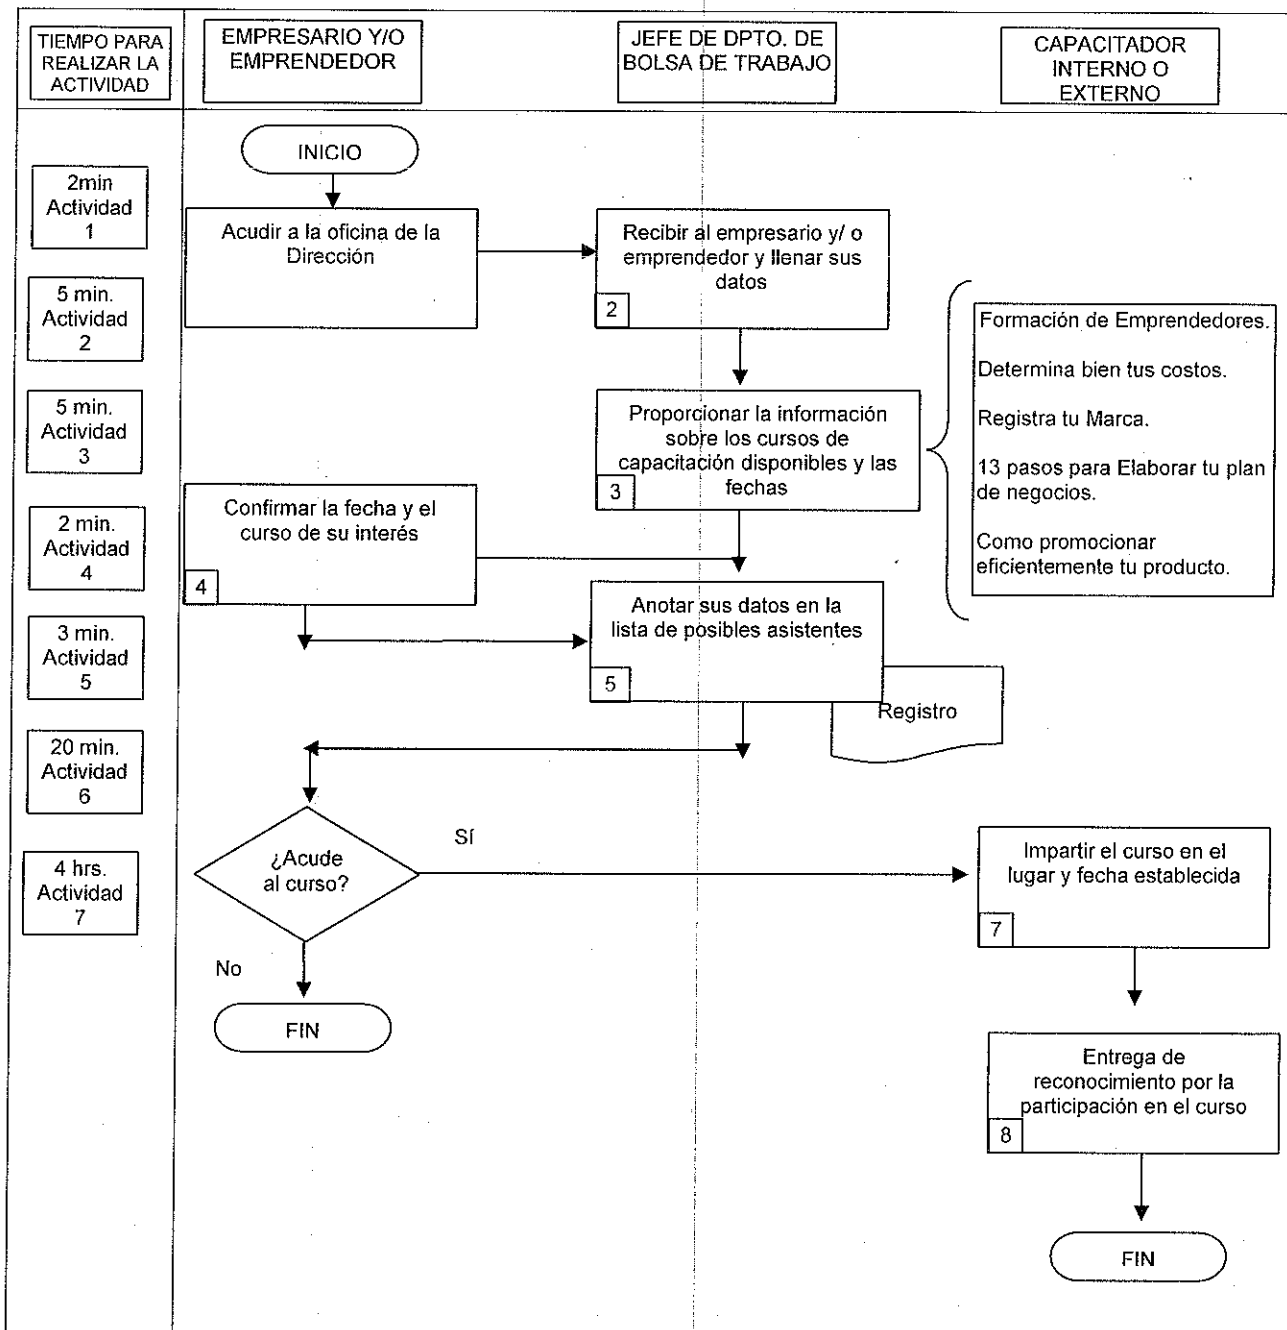 TIEMPO PARA
REALIZAR LA
ACTIVIDAD
EMPRESARIO Y/O
EMPRENDEDOR
JEFE DE DPTO. DE
BOLSA DE TRABAJO
CAPACITADOR
INTERNO O
EXTERNO
INICIO
2min
Actividad
1
Acudir a la oficina de la
Dirección
Recibir al empresario y/ o
emprendedor y llenar sus
datos
2
5 min.
Actividad
2
Formación de Emprendedores.
Determina bien tus costos.
Registra tu Marca.
13 pasos para Elaborar tu plan
de negocios.
Como promocionar
eficientemente tu producto.
5 min.
Actividad
3
Proporcionar la información
sobre los cursos de
capacitación disponibles y las
fechas
3
2 min.
Actividad
4
Confirmar la fecha y el
curso de su interés
4
3 min.
Actividad
5
Anotar sus datos en la
lista de posibles asistentes
5
Registro
20 min.
Actividad
6
¿Acude
al curso?
Sí
No
FIN
4 hrs.
Actividad
7
Impartir el curso en el
lugar y fecha establecida
7
Entrega de
reconocimiento por la
participación en el curso
8
FIN